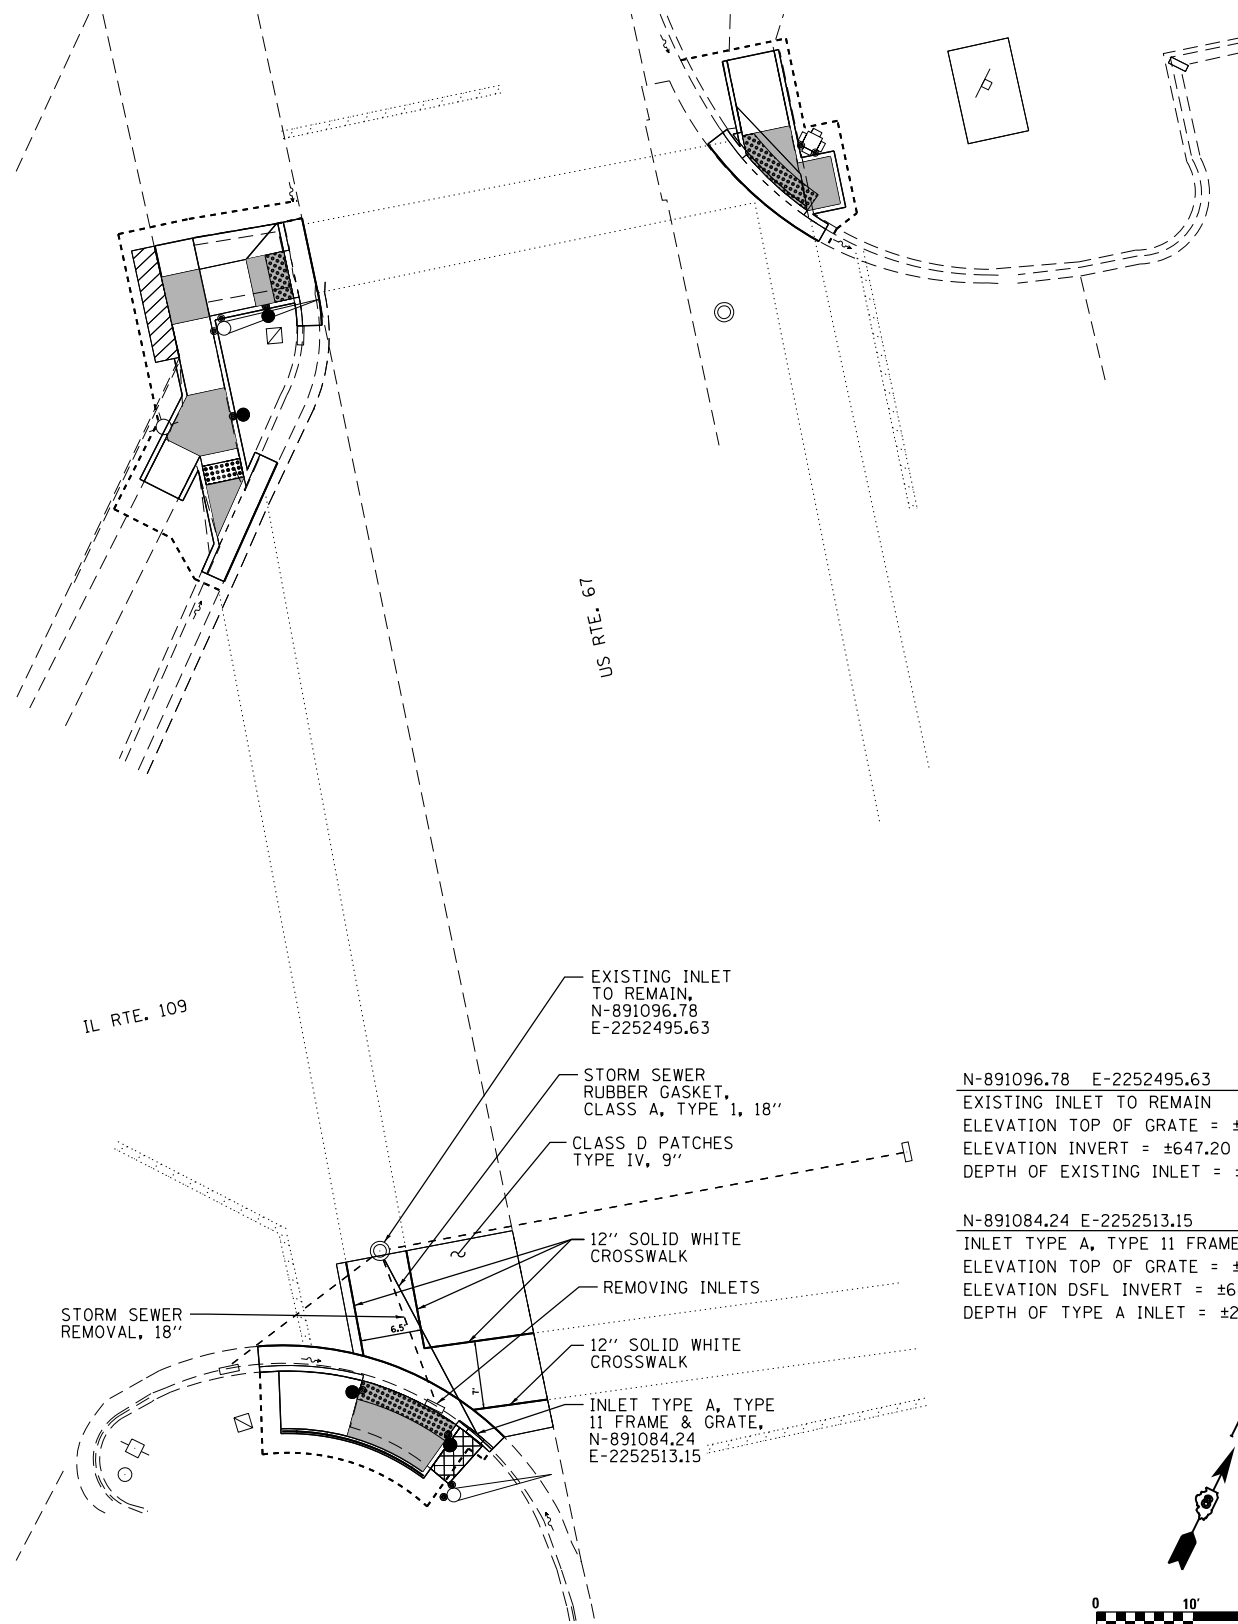 US RTE. 67
IL RTE. 109
EXISTING INLET
TO REMAIN,
N-891096.78
E-2252495.63
STORM SEWER
RUBBER GASKET,
CLASS A, TYPE 1, 18"
CLASS D PATCHES
TYPE IV, 9"
12" SOLID WHITE
CROSSWALK
REMOVING INLETS
STORM SEWER
REMOVAL, 18"
6.5'
12" SOLID WHITE
CROSSWALK
7'
INLET TYPE A, TYPE
11 FRAME & GRATE,
N-891084.24
E-2252513.15
N-891096.78 E-2252495.63
EXISTING INLET TO REMAIN
ELEVATION TOP OF GRATE = ±
ELEVATION INVERT = ±647.20
DEPTH OF EXISTING INLET = ±
N-891084.24 E-2252513.15
INLET TYPE A, TYPE 11 FRAME
ELEVATION TOP OF GRATE = ±
ELEVATION DSFL INVERT = ±6
DEPTH OF TYPE A INLET = ±2
0 10'